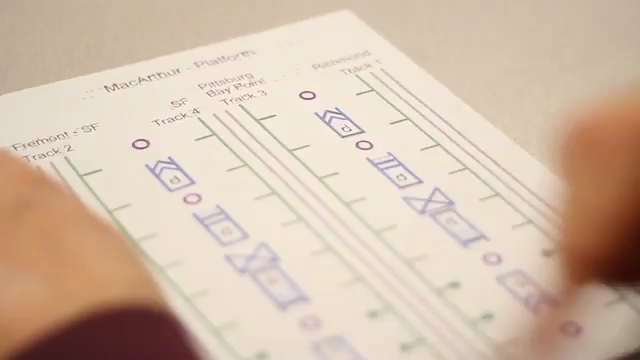 MacArthur - Platform
Fremont - SF
Track 2
SF
Track 4
Pittsburg
Bay Point
Track 3
Richmond
Track 1